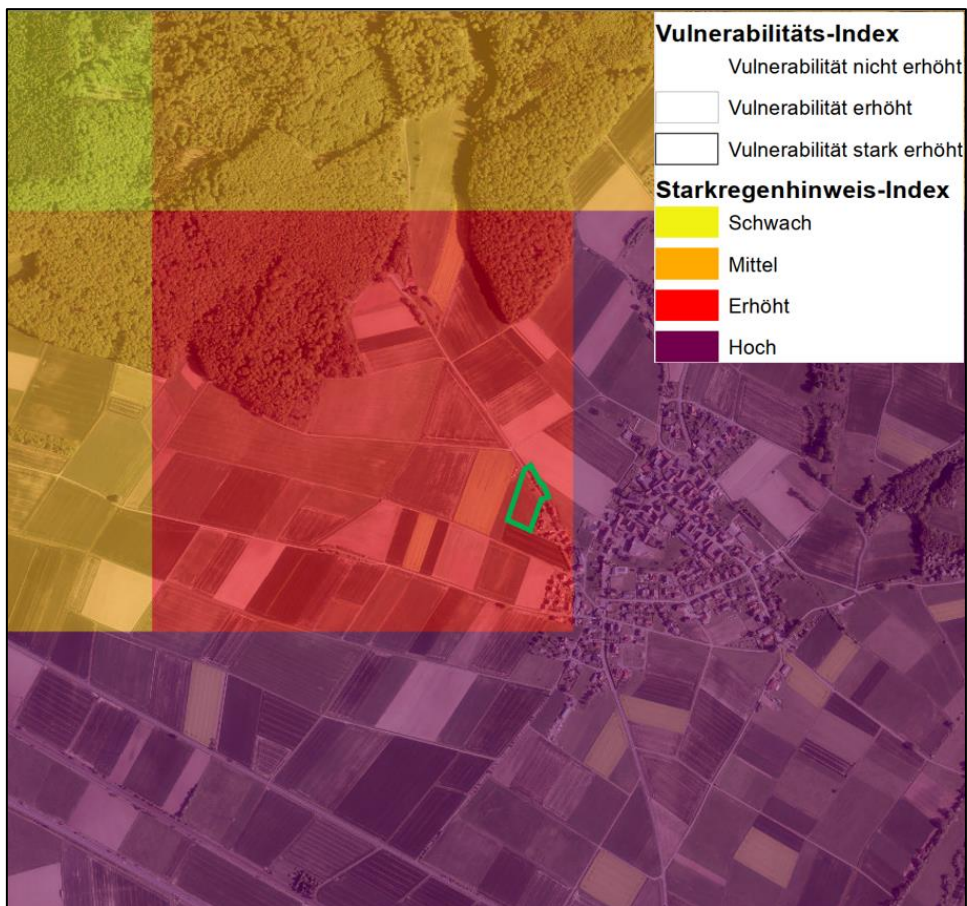 Vulnerabilitäts-Index
Vulnerabilität nicht erhöht
Vulnerabilität erhöht
Vulnerabilität stark erhöht
Starkregenhinweis-Index
Schwach
Mittel
Erhöht
Hoch